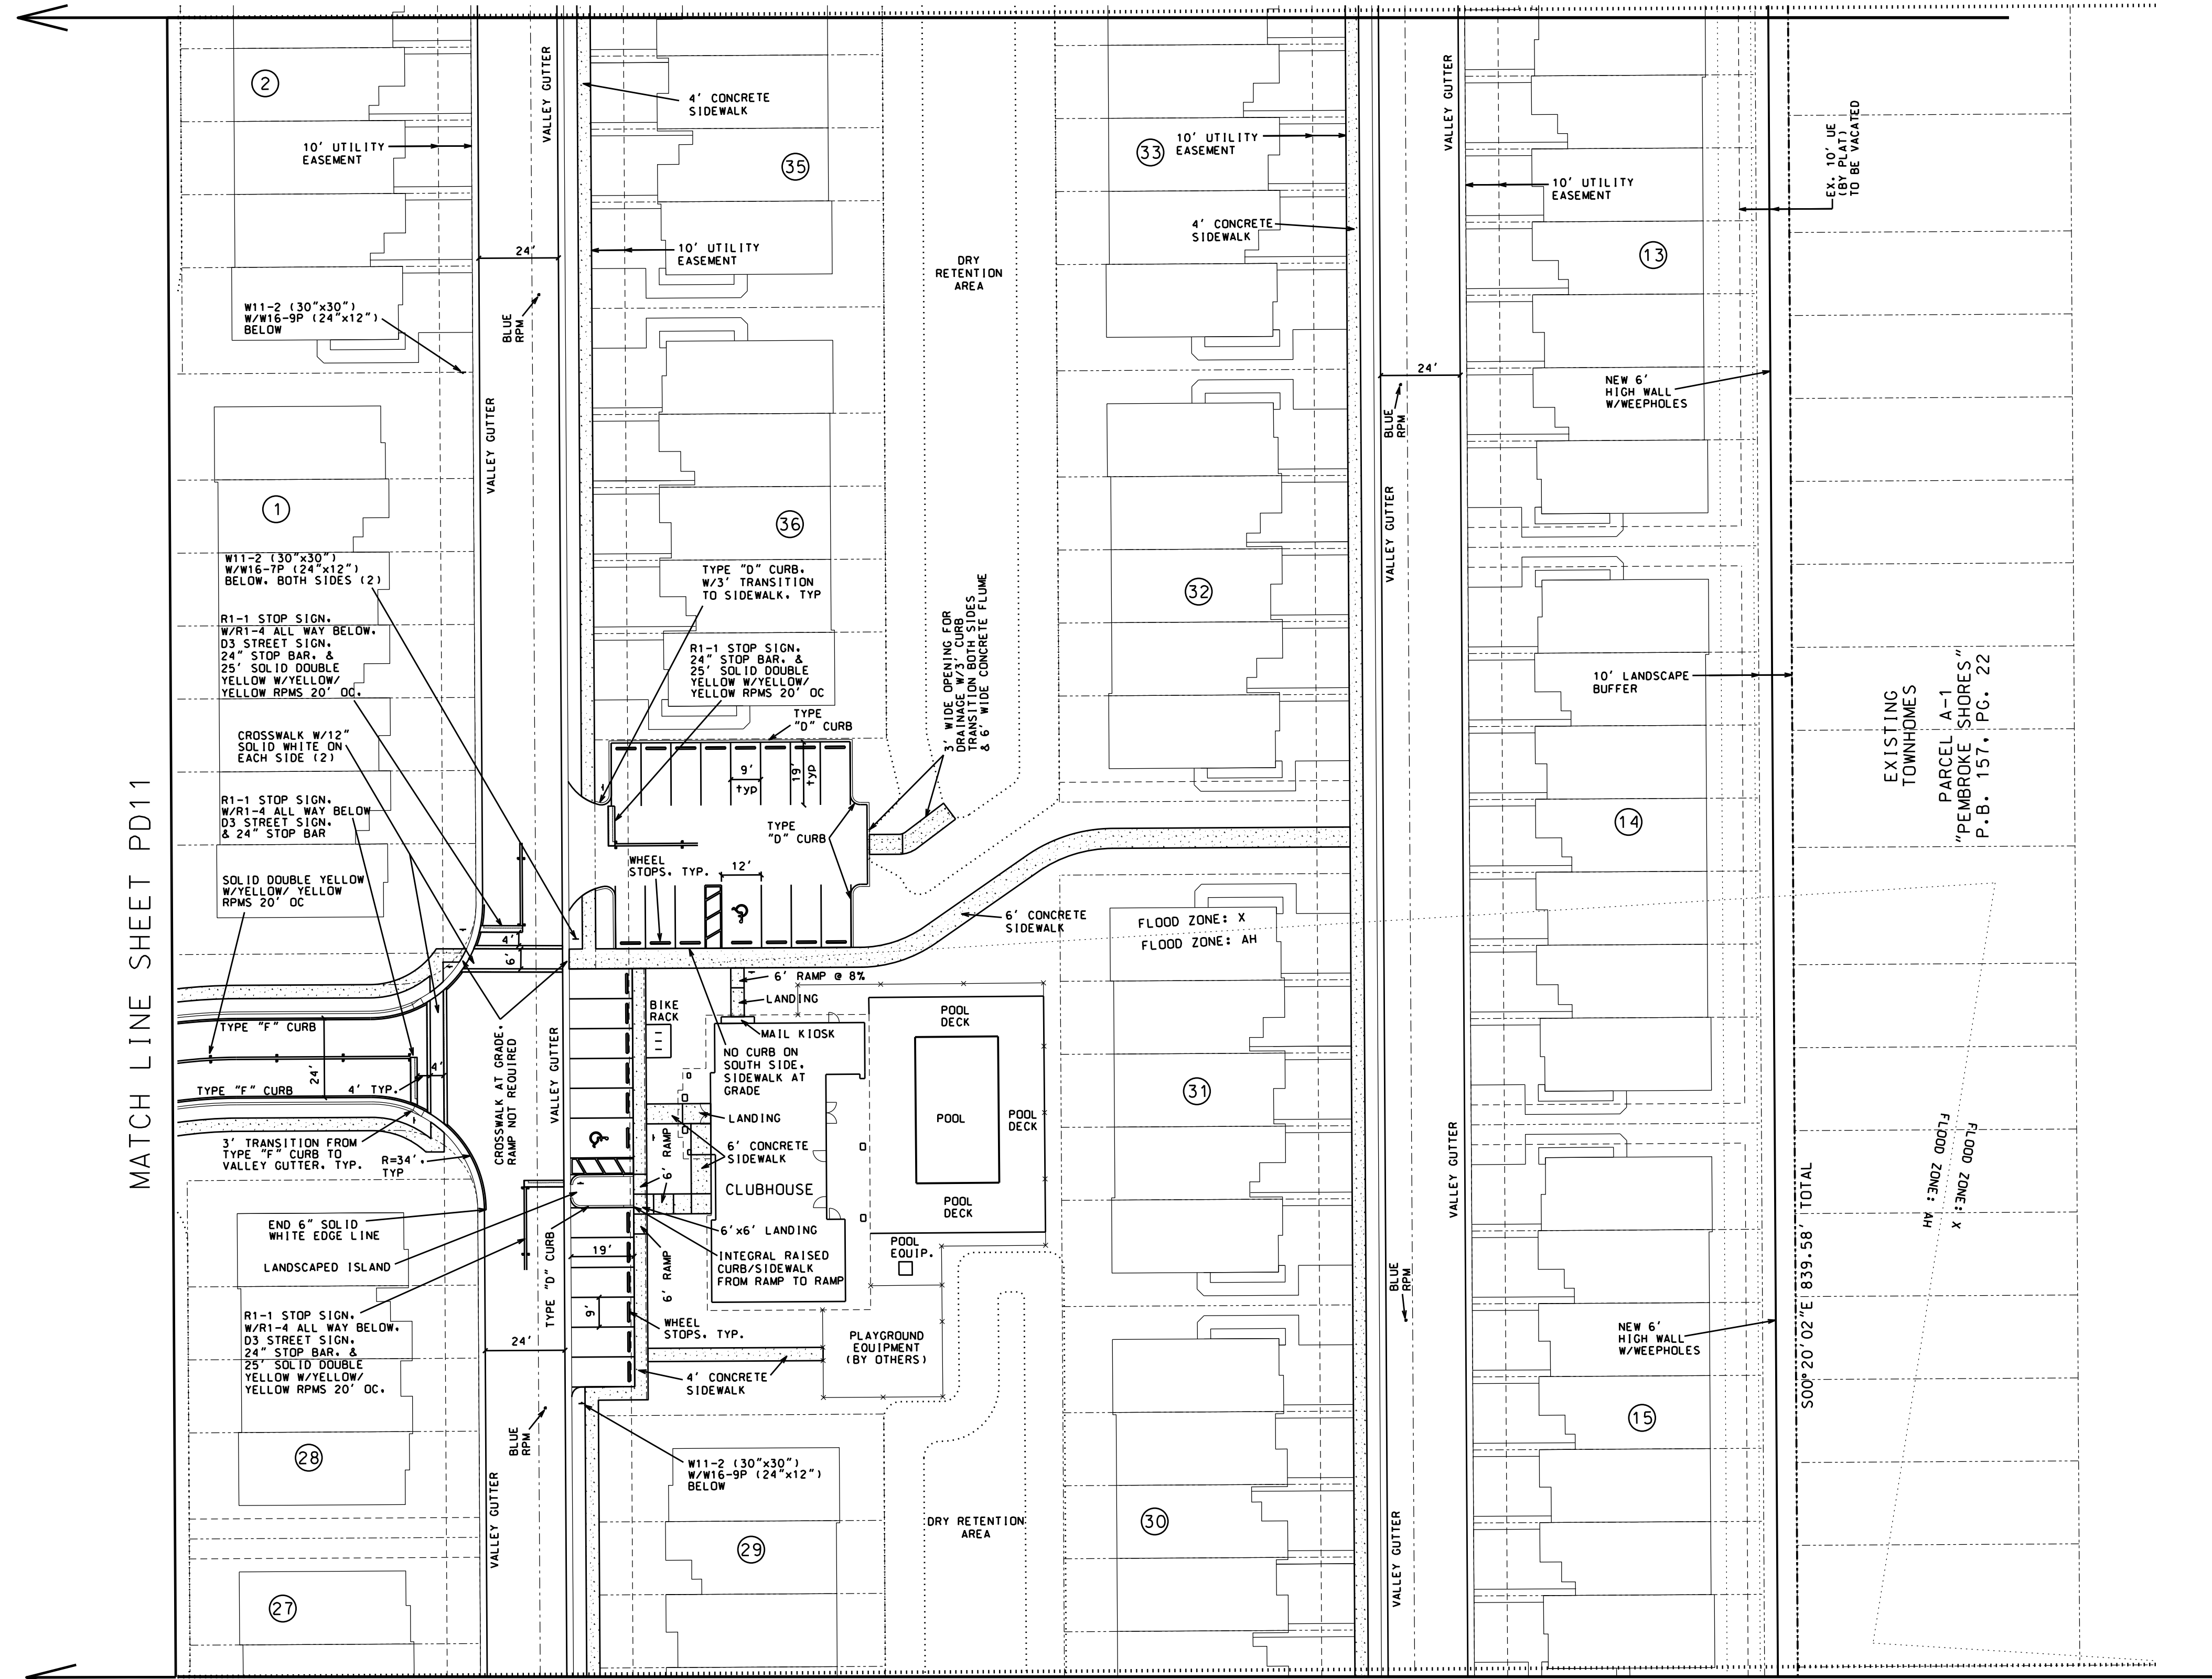 MATCH LINE SHEET PD11
2
10' UTILITY
EASEMENT
W11-2 (30"x30")
W/W16-9P (24"x12")
BELOW
1
W11-2 (30"x30")
W/W16-7P (24"x12")
BELOW, BOTH SIDES (2)
R1-1 STOP SIGN,
W/R1-4 ALL WAY BELOW,
D3 STREET SIGN,
24" STOP BAR, &
25' SOLID DOUBLE
YELLOW W/YELLOW/
YELLOW RPMS 20' OC.
CROSSWALK W/12"
SOLID WHITE ON
EACH SIDE (2)
R1-1 STOP SIGN,
W/R1-4 ALL WAY BELOW
D3 STREET SIGN,
& 24" STOP BAR
SOLID DOUBLE YELLOW
W/YELLOW/ YELLOW
RPMS 20' OC
TYPE "F" CURB
24'
TYPE "F" CURB
4' TYP.
4'
3' TRANSITION FROM
TYPE "F" CURB TO
VALLEY GUTTER, TYP.
R=34',
TYP
END 6" SOLID
WHITE EDGE LINE
LANDSCAPED ISLAND
R1-1 STOP SIGN,
W/R1-4 ALL WAY BELOW,
D3 STREET SIGN,
24" STOP BAR, &
25' SOLID DOUBLE
YELLOW W/YELLOW/
YELLOW RPMS 20' OC.
28
27
VALLEY GUTTER
24'
BLUE
RPM
VALLEY GUTTER
4'
6'
CROSSWALK AT GRADE,
RAMP NOT REQUIRED
VALLEY GUTTER
TYPE "D" CURB
24'
BLUE
RPM
VALLEY GUTTER
4' CONCRETE
SIDEWALK
35
10' UTILITY
EASEMENT
36
TYPE "D" CURB,
W/3' TRANSITION
TO SIDEWALK, TYP
R1-1 STOP SIGN,
24" STOP BAR, &
25' SOLID DOUBLE
YELLOW W/YELLOW/
YELLOW RPMS 20' OC
TYPE
"D" CURB
9'
typ
19'
typ
TYPE
"D" CURB
WHEEL
STOPS, TYP.
12'
3' WIDE OPENING FOR
DRAINAGE W/3' CURB
TRANSITION BOTH SIDES
& 6' WIDE CONCRETE FLUME
6' CONCRETE
SIDEWALK
6' RAMP @ 8%
LANDING
BIKE
RACK
MAIL KIOSK
NO CURB ON
SOUTH SIDE,
SIDEWALK AT
GRADE
LANDING
6' CONCRETE
SIDEWALK
6' RAMP
CLUBHOUSE
6'x6' LANDING
INTEGRAL RAISED
CURB/SIDEWALK
FROM RAMP TO RAMP
6' RAMP
19'
9'
WHEEL
STOPS, TYP.
4' CONCRETE
SIDEWALK
W11-2 (30"x30")
W/W16-9P (24"x12")
BELOW
29
POOL
DECK
POOL
POOL
DECK
POOL
DECK
POOL
EQUIP.
PLAYGROUND
EQUIPMENT
(BY OTHERS)
DRY
RETENTION
AREA
DRY RETENTION
AREA
33
10' UTILITY
EASEMENT
4' CONCRETE
SIDEWALK
32
FLOOD ZONE: X
FLOOD ZONE: AH
31
30
VALLEY GUTTER
24'
BLUE
RPM
VALLEY GUTTER
VALLEY GUTTER
BLUE
RPM
VALLEY GUTTER
10' UTILITY
EASEMENT
13
NEW 6'
HIGH WALL
W/WEEPHOLES
10' LANDSCAPE
BUFFER
14
NEW 6'
HIGH WALL
W/WEEPHOLES
15
EX. 10' UE
(BY PLAT)
TO BE VACATED
EXISTING
TOWNHOMES
PARCEL A-1
"PEMBROKE SHORES"
P.B. 157, PG. 22
FLOOD ZONE: X
FLOOD ZONE: AH
S00°20'02"E 839.58' TOTAL